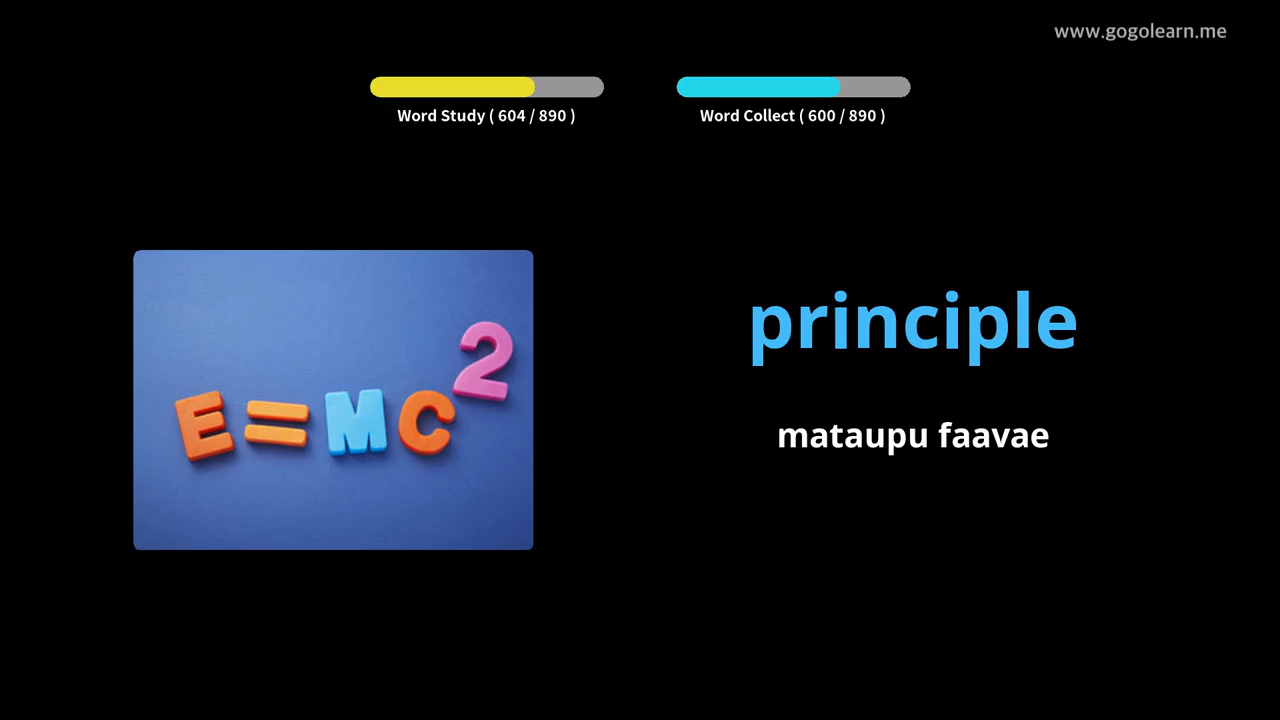 www.gogolearn.me
Word Study ( 604 / 890 )
Word Collect ( 600 / 890 )
E=MC²
principle
mataupu faavae